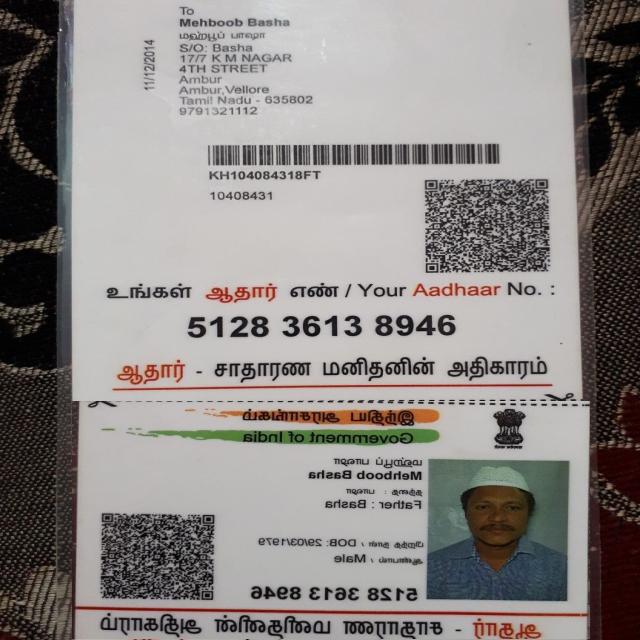 To
Mehboob Basha
மஹ்பூப் பாஷா
S/O: Basha
17/7 K M NAGAR
4TH STREET
Ambur
Ambur,Vellore
Tamil Nadu - 635802
9791321112
11/12/2014
KH104084318FT
10408431
உங்கள் ஆதார் எண் / Your Aadhaar No. :
5128 3613 8946
ஆதார் - சாதாரண மனிதனின் அதிகாரம்
இந்திய அரசாங்கம்
Government of India
மஹ்பூப் பாஷா
Mehboob Basha
தந்தை : பாஷா
Father : Basha
பிறந்த நாள் / DOB: 29/03/1979
ஆண்பால் / Male
5128 3613 8946
ஆதார் - சாதாரண மனிதனின் அதிகாரம்